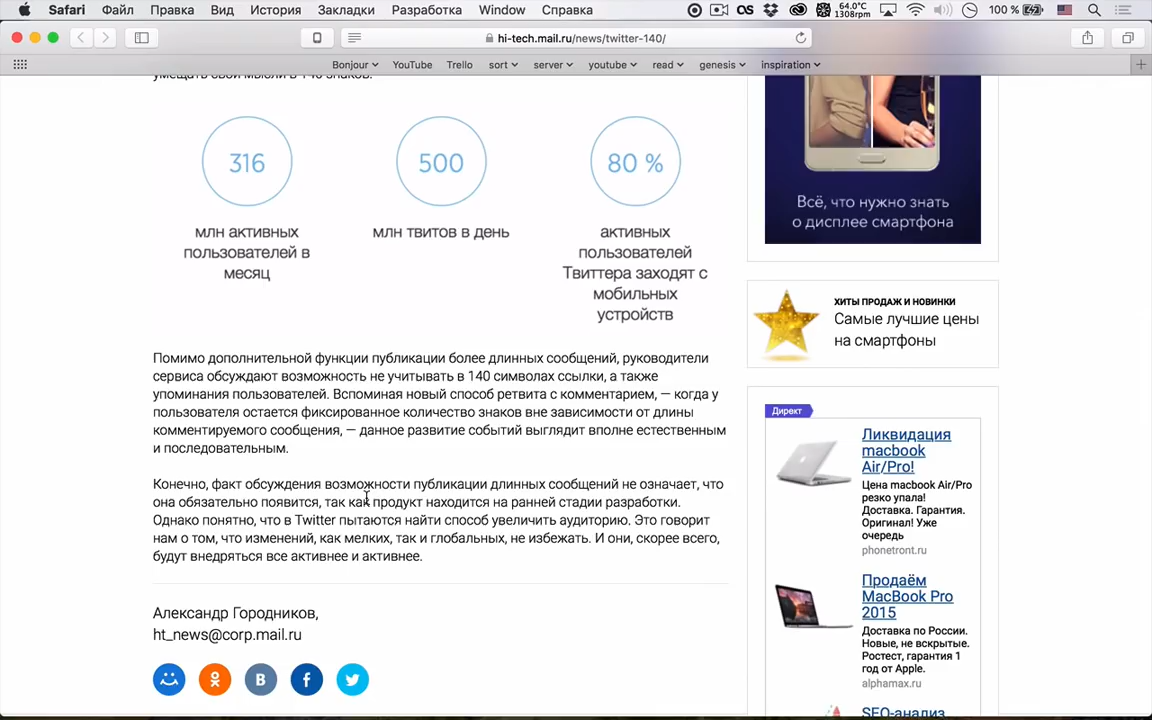 Safari Файл Правка Вид История Закладки Разработка Window Справка 64.0°C 1308rpm 100 %
hi-tech.mail.ru/news/twitter-140/
Bonjour YouTube Trello sort server youtube read genesis inspiration
умещать свои мысли в 140 знаков.
316
млн активных
пользователей в
месяц
500
млн твитов в день
80 %
активных
пользователей
Твиттера заходят с
мобильных
устройств
Помимо дополнительной функции публикации более длинных сообщений, руководители
сервиса обсуждают возможность не учитывать в 140 символах ссылки, а также
упоминания пользователей. Вспоминая новый способ ретвита с комментарием, — когда у
пользователя остается фиксированное количество знаков вне зависимости от длины
комментируемого сообщения, — данное развитие событий выглядит вполне естественным
и последовательным.
Конечно, факт обсуждения возможности публикации длинных сообщений не означает, что
она обязательно появится, так как продукт находится на ранней стадии разработки.
Однако понятно, что в Twitter пытаются найти способ увеличить аудиторию. Это говорит
нам о том, что изменений, как мелких, так и глобальных, не избежать. И они, скорее всего,
будут внедряться все активнее и активнее.
Александр Городников,
ht_news@corp.mail.ru
Всё, что нужно знать
о дисплее смартфона
ХИТЫ ПРОДАЖ И НОВИНКИ
Самые лучшие цены
на смартфоны
Директ
Ликвидация
macbook
Air/Pro!
Цена macbook Air/Pro
резко упала!
Доставка. Гарантия.
Оригинал! Уже
очередь
phonetront.ru
Продаём
MacBook Pro
2015
Доставка по России.
Новые, не вскрытые.
Ростест, гарантия 1
год от Apple.
alphamax.ru
SEO-анализ